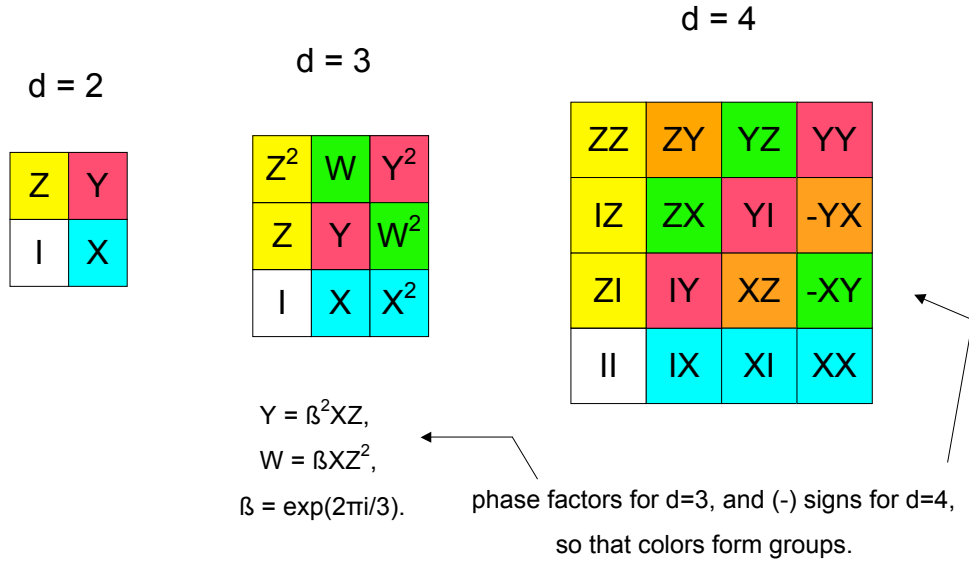 d = 2
Z Y
I X
d = 3
Z² W Y²
Z Y W²
I X X²
Y = ß²XZ,
W = ßXZ²,
ß = exp(2πi/3).
d = 4
ZZ ZY YZ YY
IZ ZX YI -YX
ZI IY XZ -XY
II IX XI XX
phase factors for d=3, and (-) signs for d=4,
so that colors form groups.